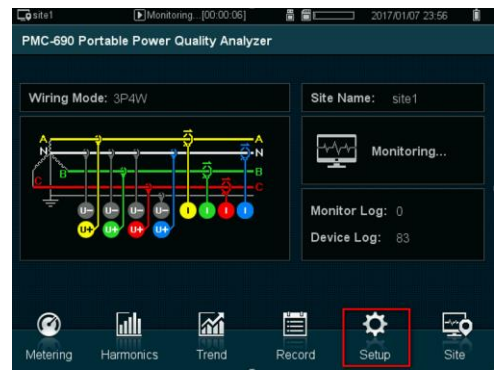 site1 Monitoring...[00:00:06] 2017/01/07 23:56
PMC-690 Portable Power Quality Analyzer
Wiring Mode: 3P4W
Site Name: site1
A A
N N
B B
C C
U- U- U- U- I I I I
U+ U+ U+ U+
Monitoring...
Monitor Log: 0
Device Log: 83
Metering Harmonics Trend Record Setup Site